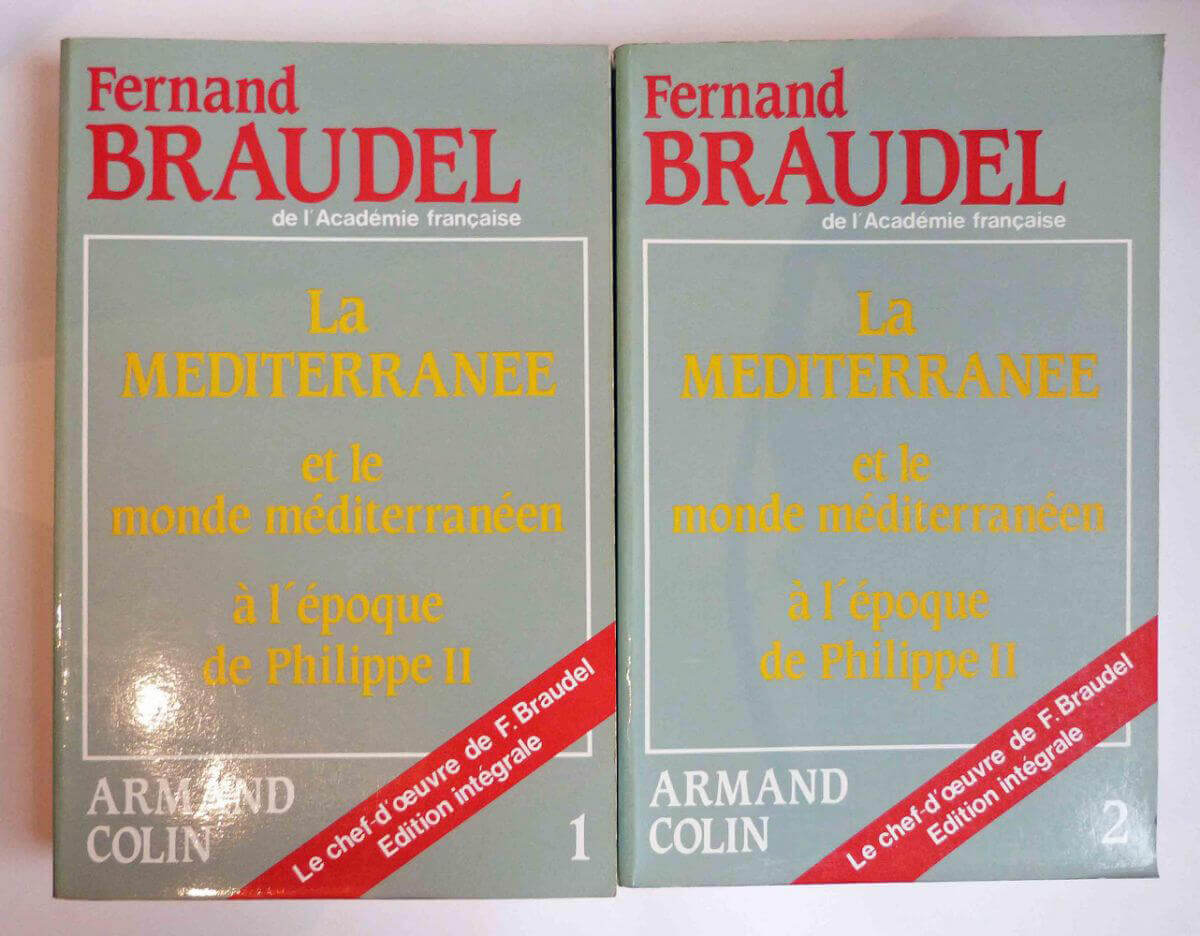 Fernand
BRAUDEL
de l'Académie française
La
MEDITERRANEE
et le
monde méditerranéen
à l'époque
de Philippe II
Le chef-d'œuvre de F. Braudel
Edition intégrale
ARMAND
COLIN
1
Fernand
BRAUDEL
de l'Académie française
La
MEDITERRANEE
et le
monde méditerranéen
à l'époque
de Philippe II
Le chef-d'œuvre de F. Braudel
Edition intégrale
ARMAND
COLIN
2